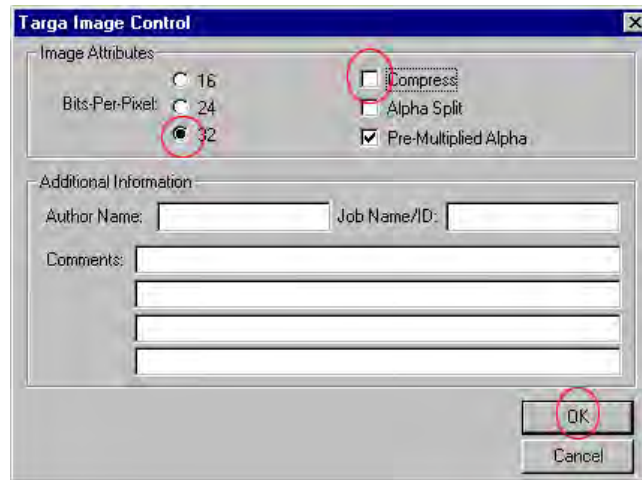 Targa Image Control
Image Attributes
16
Compress
Bits-Per-Pixel:
24
Alpha Split
32
Pre-Multiplied Alpha
Additional Information
Author Name:
Job Name/ID:
Comments:
OK
Cancel